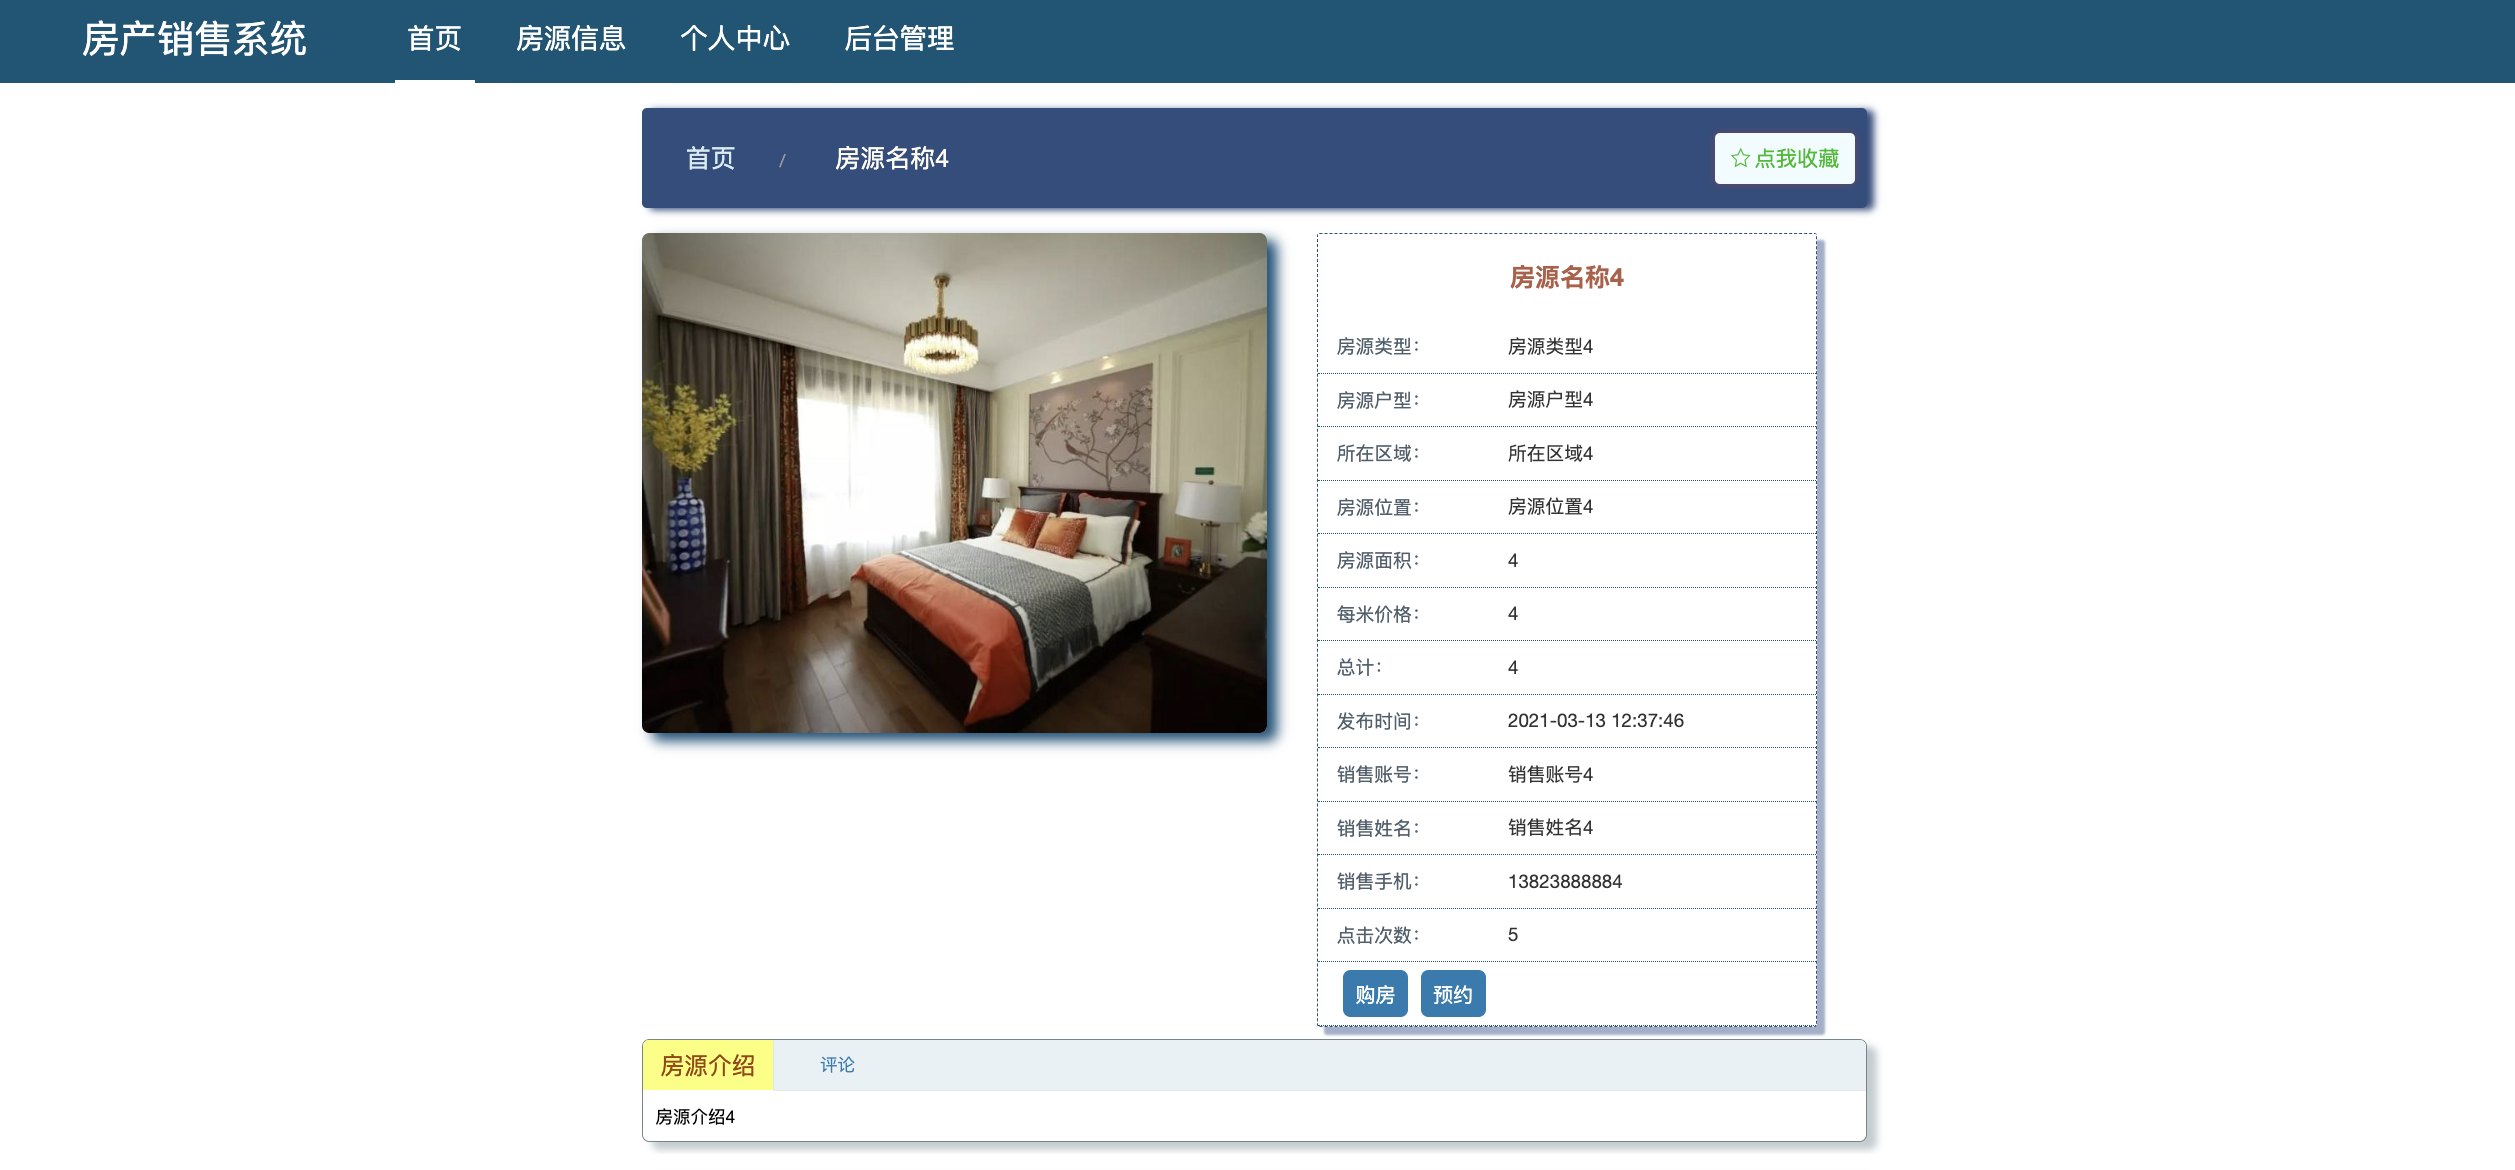 房产销售系统 首页 房源信息 个人中心 后台管理
首页 / 房源名称4 点我收藏
房源名称4
房源类型： 房源类型4
房源户型： 房源户型4
所在区域： 所在区域4
房源位置： 房源位置4
房源面积： 4
每米价格： 4
总计： 4
发布时间： 2021-03-13 12:37:46
销售账号： 销售账号4
销售姓名： 销售姓名4
销售手机： 13823888884
点击次数： 5
购房 预约
房源介绍 评论
房源介绍4